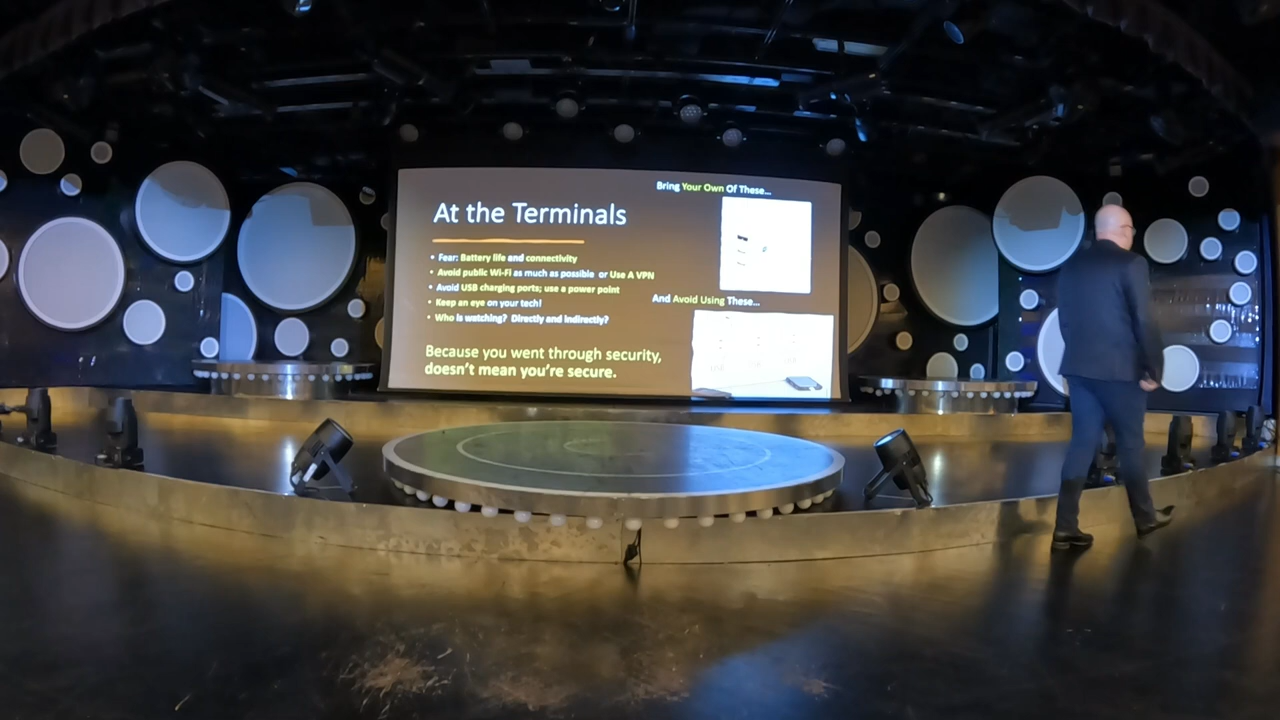 Bring Your Own Of These...
At the Terminals
• Fear: Battery life and connectivity
• Avoid public Wi-Fi as much as possible or Use A VPN
• Avoid USB charging ports; use a power point
• Keep an eye on your tech!
• Who is watching? Directly and indirectly?
And Avoid Using These...
Because you went through security,
doesn't mean you're secure.